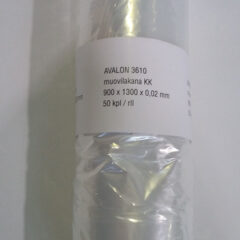 AVALON 3610
muovilakana KK
900 x 1300 x 0,02 mm
50 kpl / rll